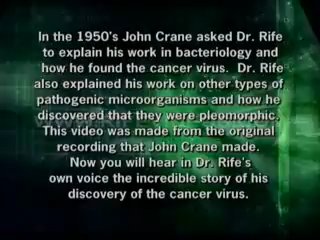 In the 1950's John Crane asked Dr. Rife
to explain his work in bacteriology and
how he found the cancer virus.  Dr. Rife
also explained his work on other types of
pathogenic microorganisms and how he
discovered that they were pleomorphic.
This video was made from the original
recording that John Crane made.
Now you will hear in Dr. Rife's
own voice the incredible story of his
discovery of the cancer virus.